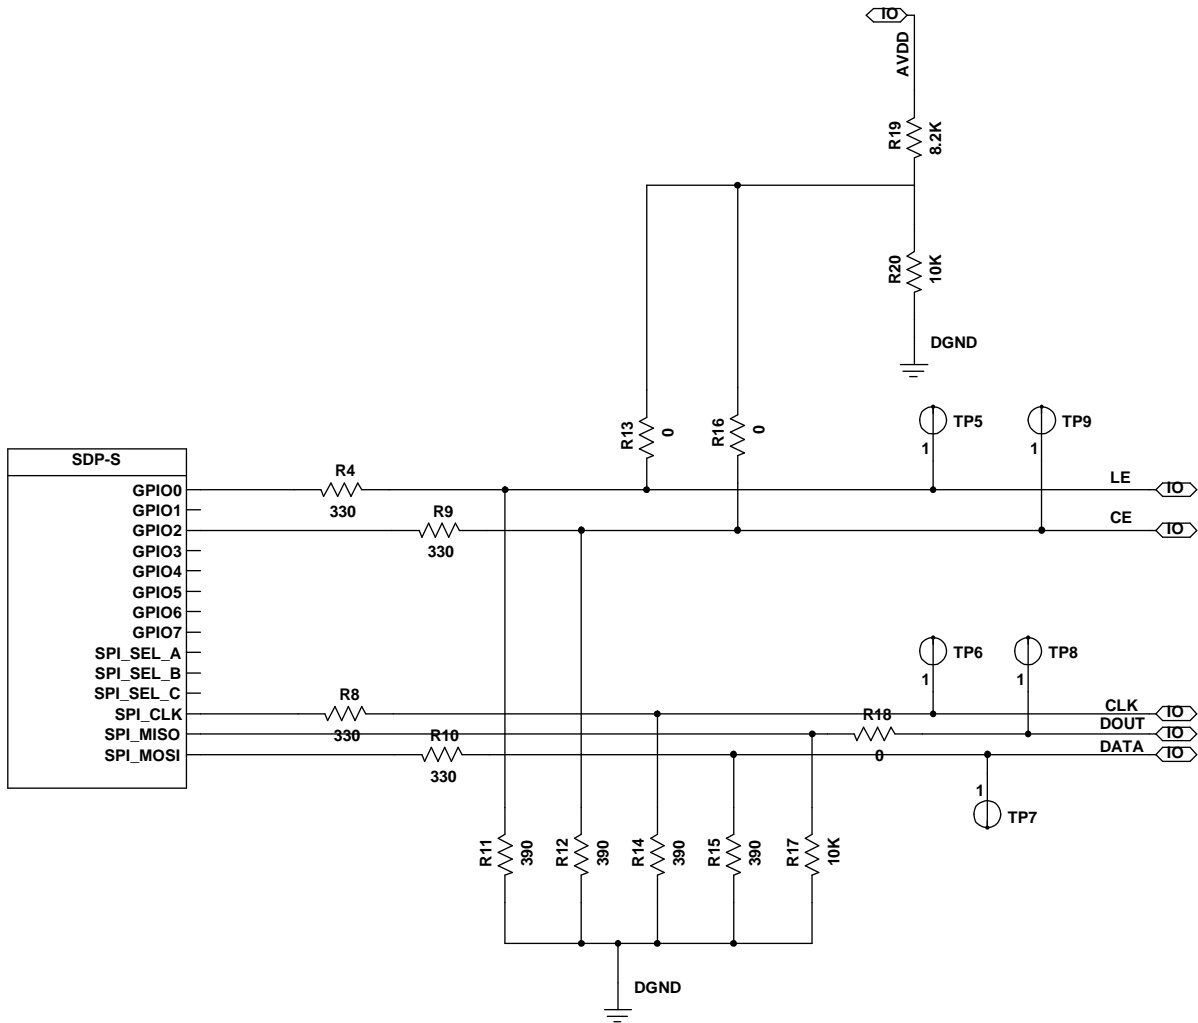 IO
AVDD
R19
8.2K
R20
10K
DGND
R13
0
R16
0
TP5
1
TP9
1
SDP-S
GPIO0
GPIO1
GPIO2
GPIO3
GPIO4
GPIO5
GPIO6
GPIO7
SPI_SEL_A
SPI_SEL_B
SPI_SEL_C
SPI_CLK
SPI_MISO
SPI_MOSI
R4
330
R9
330
LE
IO
CE
IO
TP6
1
TP8
1
R8
330
R10
330
R18
0
CLK
IO
DOUT
IO
DATA
IO
1
TP7
R11
390
R12
390
R14
390
R15
390
R17
10K
DGND